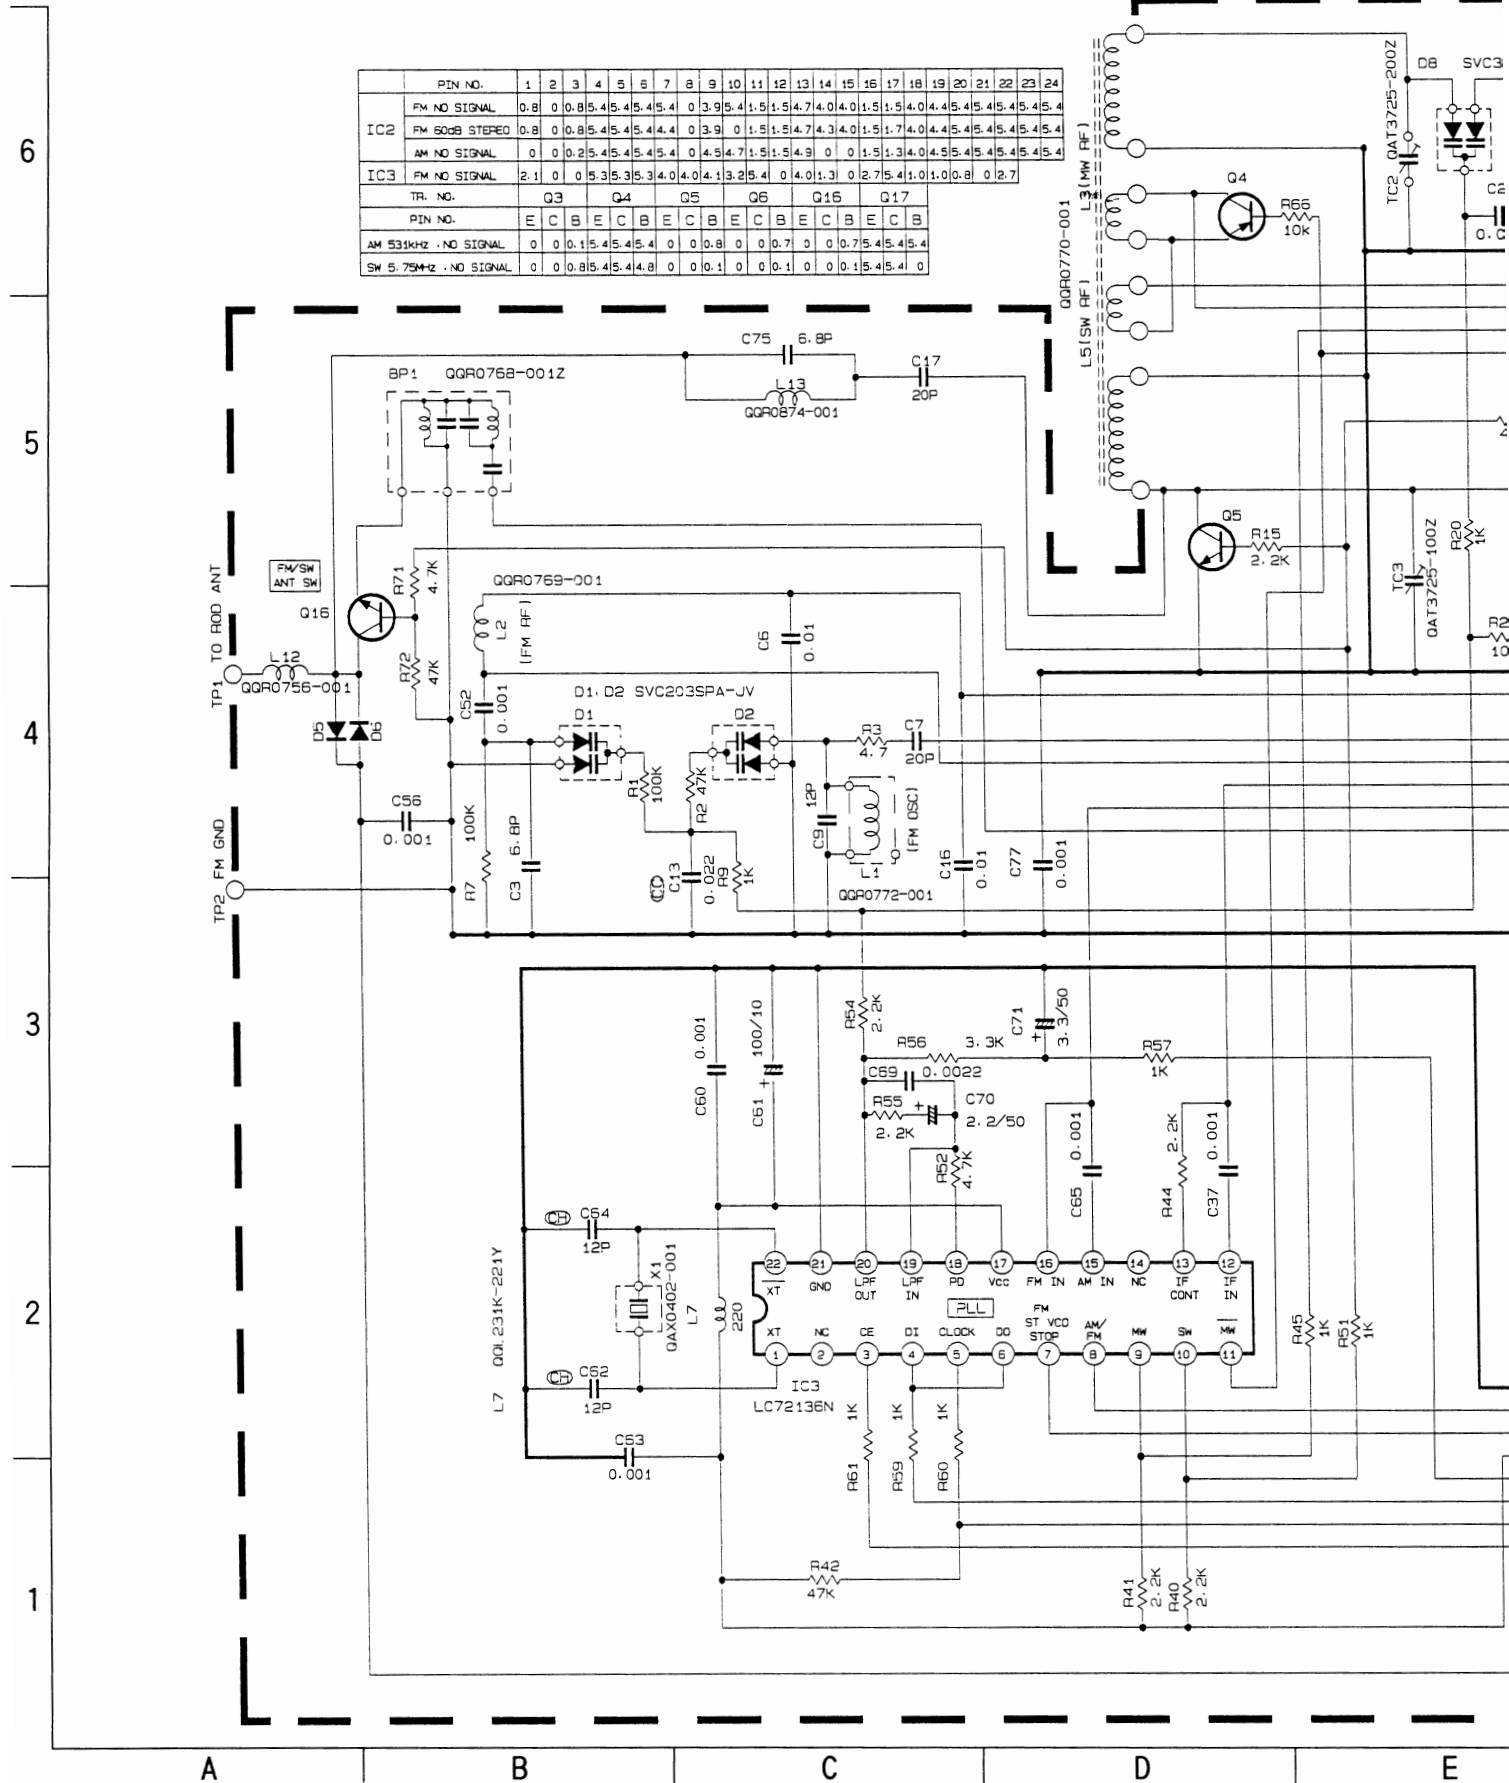 PIN NO. 1 2 3 4 5 6 7 8 9 10 11 12 13 14 15 16 17 18 19 20 21 22 23 24
IC2
FM NO SIGNAL 0.8 0 0.8 5.4 5.4 5.4 5.4 0 3.9 5.4 1.5 1.5 4.7 4.0 4.0 1.5 1.5 4.0 4.4 5.4 5.4 5.4 5.4 5.4
FM 60dB STEREO 0.8 0 0.8 5.4 5.4 5.4 4.4 0 3.9 0 1.5 1.5 4.7 4.3 4.0 1.5 1.7 4.0 4.4 5.4 5.4 5.4 5.4 5.4
AM NO SIGNAL 0 0 0.2 5.4 5.4 5.4 5.4 0 4.5 4.7 1.5 1.5 4.9 0 0 1.5 1.3 4.0 4.5 5.4 5.4 5.4 5.4 5.4
IC3 FM NO SIGNAL 2.1 0 0 5.3 5.3 5.3 4.0 4.0 4.1 3.2 5.4 0 4.0 1.3 0 2.7 5.4 1.0 1.0 0.8 0 2.7
TR. NO. Q3 Q4 Q5 Q6 Q16 Q17
PIN NO. E C B E C B E C B E C B E C B E C B
AM 531kHz . NO SIGNAL 0 0 0.1 5.4 5.4 5.4 0 0 0.8 0 0 0.7 0 0 0.7 5.4 5.4 5.4
SW 5.75MHz . NO SIGNAL 0 0 0.8 5.4 5.4 4.8 0 0 0.1 0 0 0.1 0 0 0.1 5.4 5.4 0
6
5
4
3
2
1
L3(MW RF)
QQR0770-001
L5(SW RF)
TC2 QAT3725-200Z
D8 SVC3
Q4
R66
10K
C75 6.8P
L13
QQR0874-001
C17
20P
BP1 QQR0768-001Z
Q5
R15
2.2K
TC3
QAT3725-100Z
R20
1K
R2
10
FM/SW
ANT SW
Q16
R71
4.7K
R72
47K
TP1 TO ROD ANT
L12
QQR0756-001
D5
D6
QQR0769-001
L2
(FM RF)
C6
0.01
C52
0.001
D1, D2 SVC203SPA-JV
D1
D2
R1
100K
R2 47K
R3
4.7
C7
20P
C9
12P
(FM OSC)
L1
QQR0772-001
C56
0.001
TP2 FM GND
R7
100K
C3 6.8P
CC
C13
0.022
R9
1K
C16
0.01
C77
0.001
R54
2.2K
C71
3.3/50
+
C60
0.001
C61
100/10
+
R56
3.3K
C69 0.0022
R55
2.2K
+
C70
2.2/50
R52
4.7K
R57
1K
C65
0.001
R44
2.2K
C37
0.001
CH C64
12P
X1
QAX0402-001
L7 QQL231K-221Y
L7
220
CH C62
12P
C63
0.001
22 21 20 19 18 17 16 15 14 13 12
XT GND LPF OUT LPF IN PD VCC FM IN AM IN NC IF CONT IF IN
PLL
XT NC CE DI CLOCK DO FM ST VCO STOP AM/FM MW SW MW
1 2 3 4 5 6 7 8 9 10 11
IC3
LC72136N
R61
1K
R59
1K
R60
1K
R45
1K
R51
1K
R42
47K
R41
2.2K
R40
2.2K
A B C D E